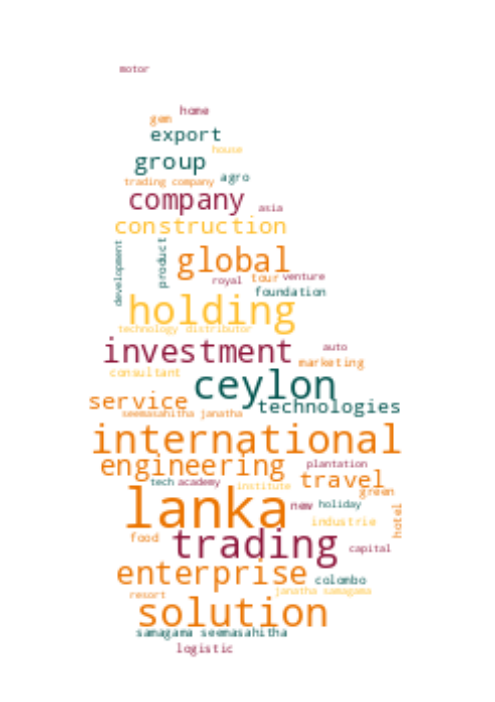 motor
home
gem
export
house
group
agro
trading company
company
asia
construction
development
product
global
royal tour venture
foundation
holding
technology distributor
investment
auto
marketing
consultant
ceylon
service
technologies
seemasahitha janatha
international
engineering
plantation
travel
tech academy
institute
green
lanka
new holiday
hotel
industrie
food
trading
capital
enterprise
colombo
janatha samagama
resort
solution
samagama seemasahitha
logistic